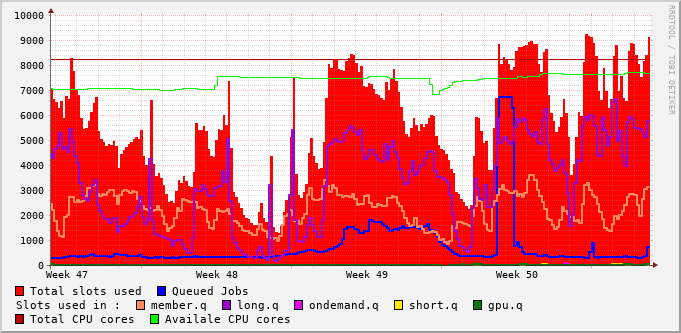 10000
9000
8000
7000
6000
5000
4000
3000
2000
1000
0
Week 47 Week 48 Week 49 Week 50
RRDTOOL / TOBI OETIKER
Total slots used Queued Jobs
Slots used in : member.q long.q ondemand.q short.q gpu.q
Total CPU cores Availale CPU cores